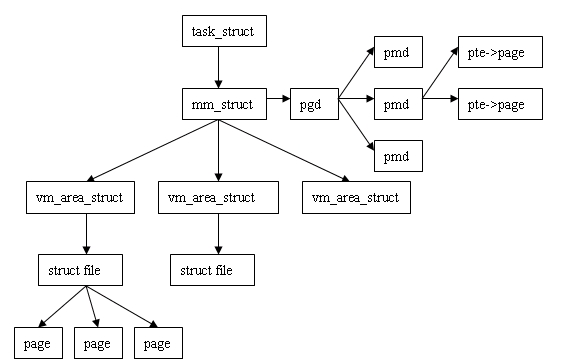 task_struct
pmd
pte->page
mm_struct
pgd
pmd
pte->page
pmd
vm_area_struct
vm_area_struct
vm_area_struct
struct file
struct file
page
page
page